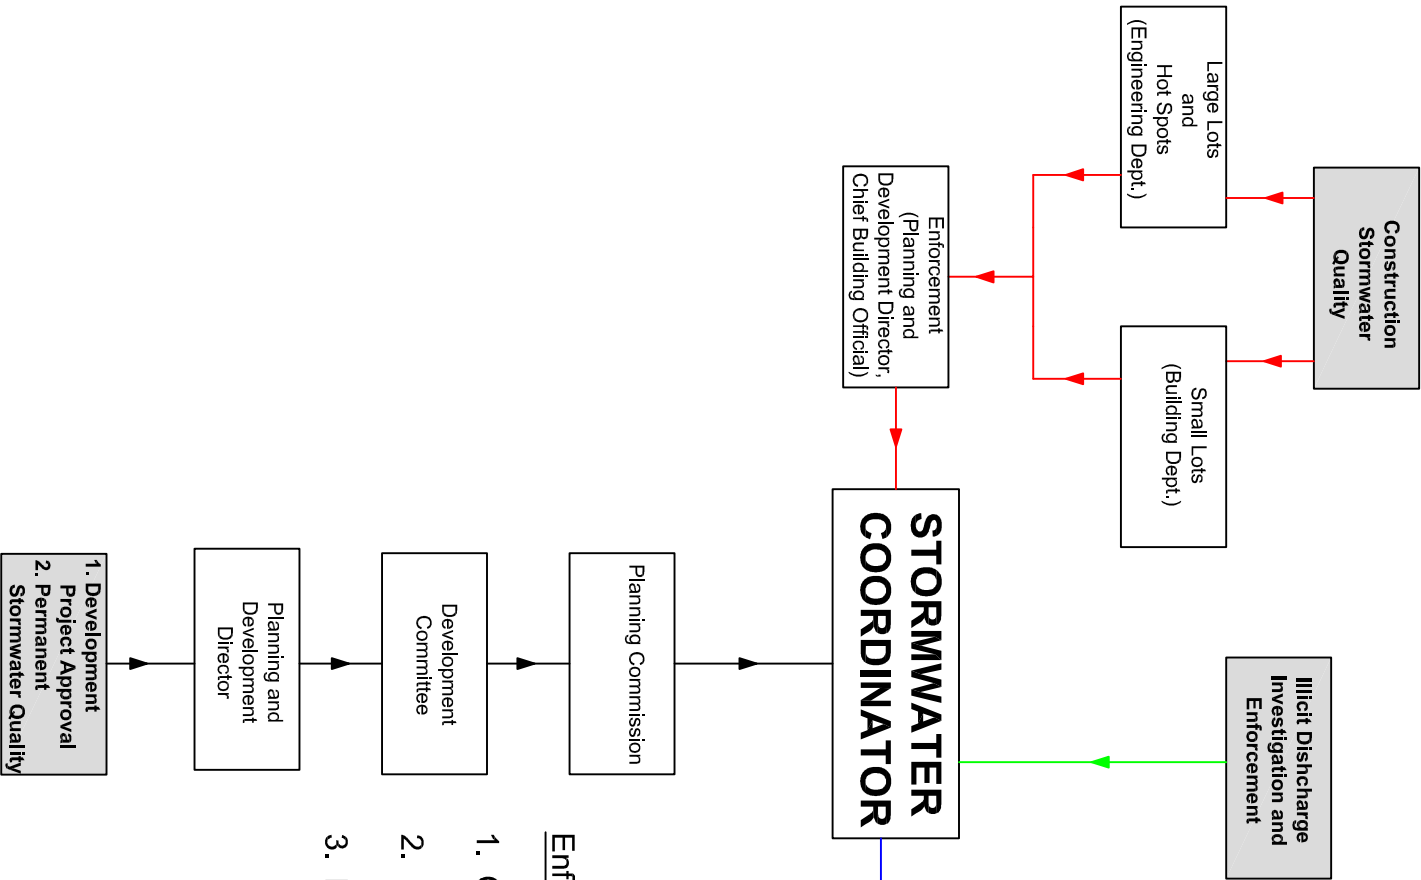 Construction
Stormwater
Quality
Large Lots
and
Hot Spots
(Engineering Dept.)
Small Lots
(Building Dept.)
Enforcement
(Planning and
Development Director,
Chief Building Official)
Illicit Dishcharge
Investigation and
Enforcement
STORMWATER
COORDINATOR
Planning Commission
Development
Committee
Planning and
Development
Director
1. Development
Project Approval
2. Permanent
Stormwater Quality
1.
2.
3.